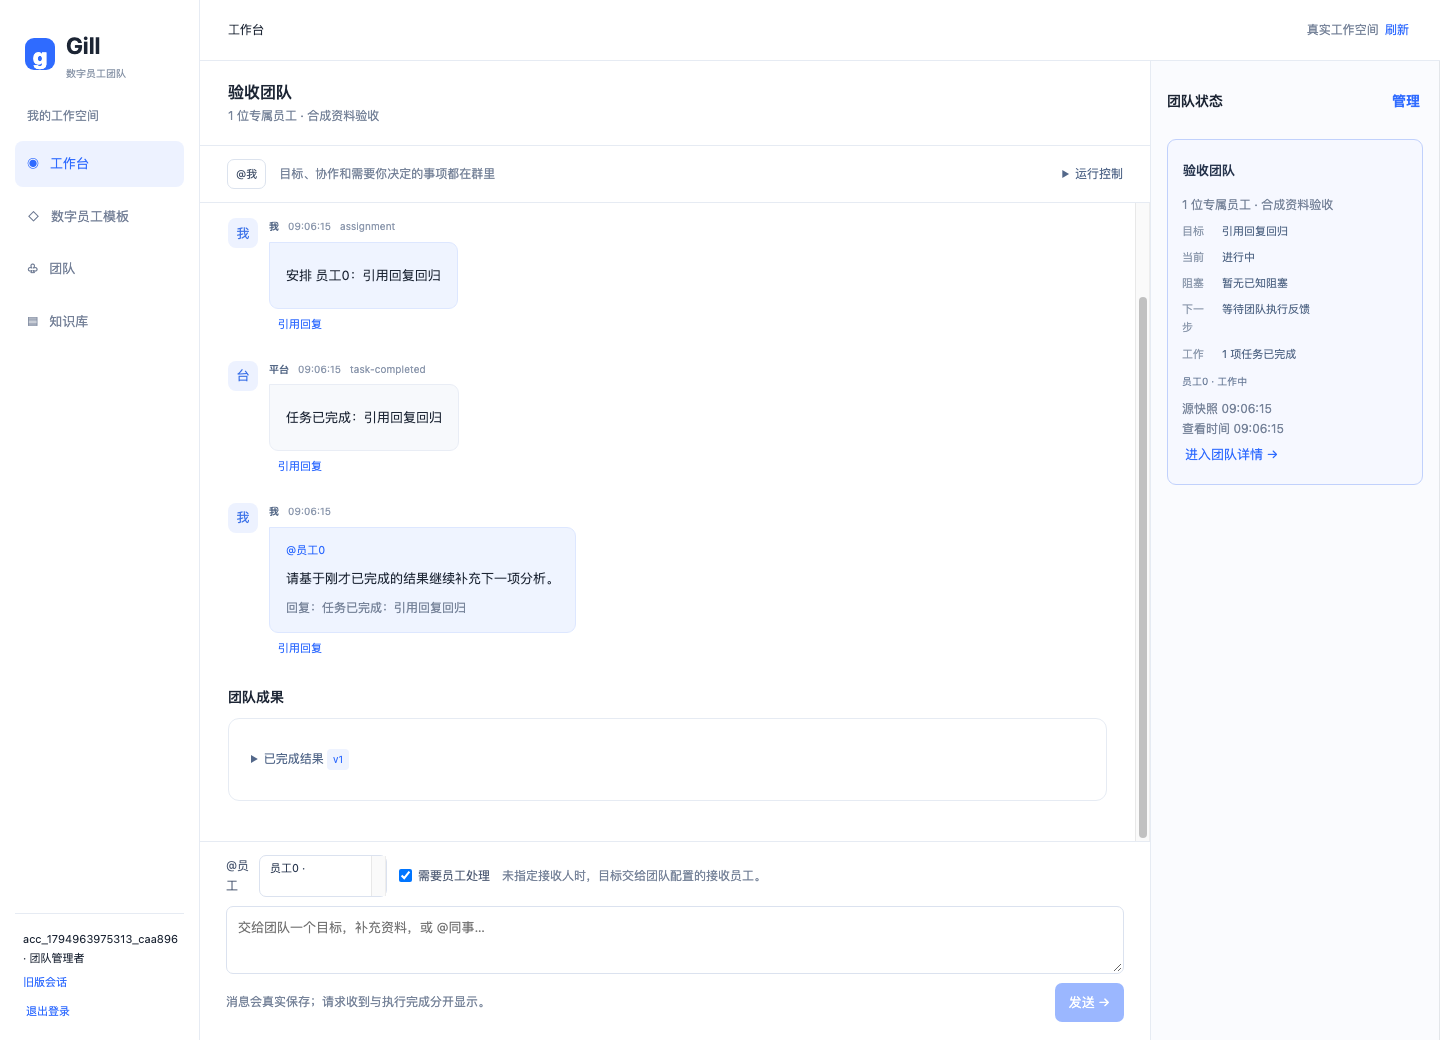 g
Gill
数字员工团队
我的工作空间
工作台
数字员工模板
团队
知识库
acc_1794963975313_caa896
· 团队管理者
旧版会话
退出登录
工作台
真实工作空间 刷新
验收团队
1 位专属员工 · 合成资料验收
@我 目标、协作和需要你决定的事项都在群里
运行控制
我 我 09:06:15 assignment
安排 员工0：引用回复回归
引用回复
台 平台 09:06:15 task-completed
任务已完成：引用回复回归
引用回复
我 我 09:06:15
@员工0
请基于刚才已完成的结果继续补充下一项分析。
回复：任务已完成：引用回复回归
引用回复
团队成果
已完成结果 v1
@员工
员工0 ·
需要员工处理 未指定接收人时，目标交给团队配置的接收员工。
交给团队一个目标，补充资料，或 @同事...
消息会真实保存；请求收到与执行完成分开显示。
发送 →
团队状态 管理
验收团队
1 位专属员工 · 合成资料验收
目标 引用回复回归
当前 进行中
阻塞 暂无已知阻塞
下一步 等待团队执行反馈
工作 1 项任务已完成
员工0 · 工作中
源快照 09:06:15
查看时间 09:06:15
进入团队详情 →